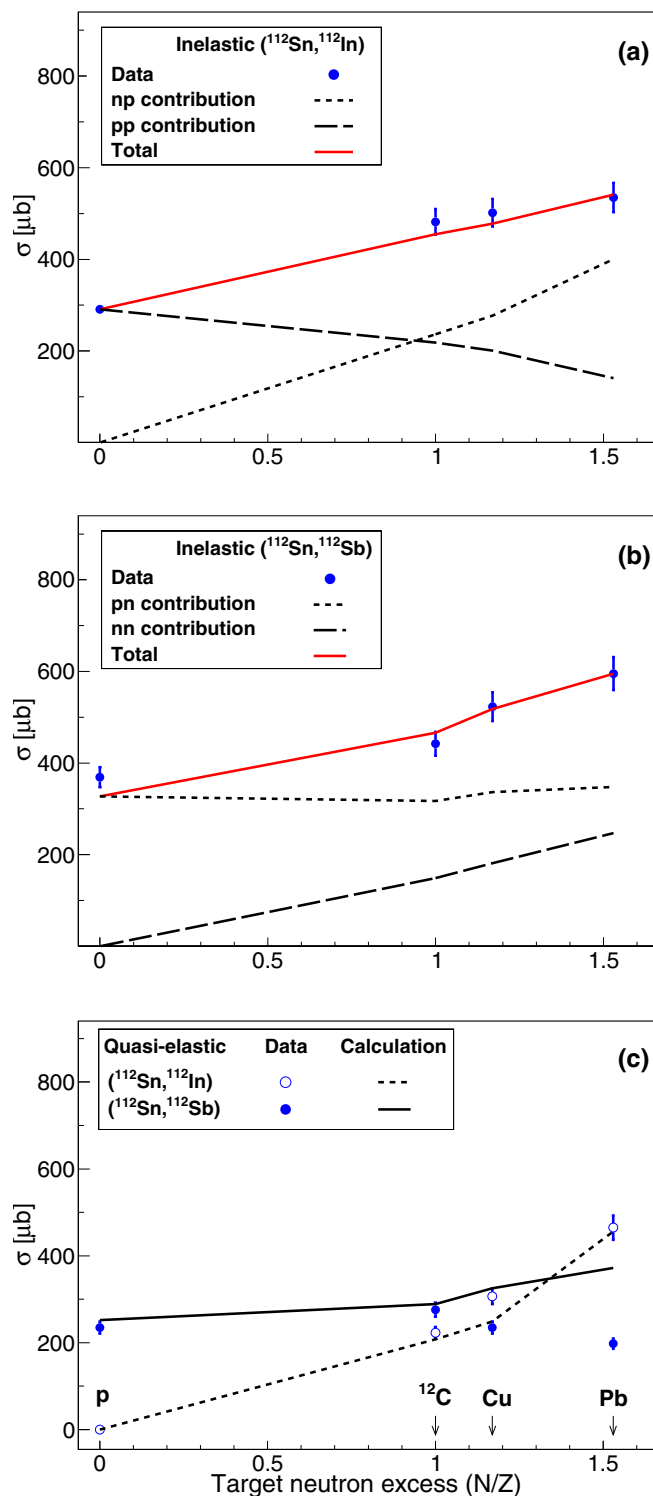 (a)
Inelastic (¹¹²Sn,¹¹²In)
Data
np contribution
pp contribution
Total
800
600
400
200
σ [μb]
0 0.5 1 1.5
(b)
Inelastic (¹¹²Sn,¹¹²Sb)
Data
pn contribution
nn contribution
Total
800
600
400
200
σ [μb]
0 0.5 1 1.5
(c)
Quasi-elastic Data Calculation
(¹¹²Sn,¹¹²In)
(¹¹²Sn,¹¹²Sb)
800
600
400
200
0
σ [μb]
p ¹²C Cu Pb
0 0.5 1 1.5
Target neutron excess (N/Z)